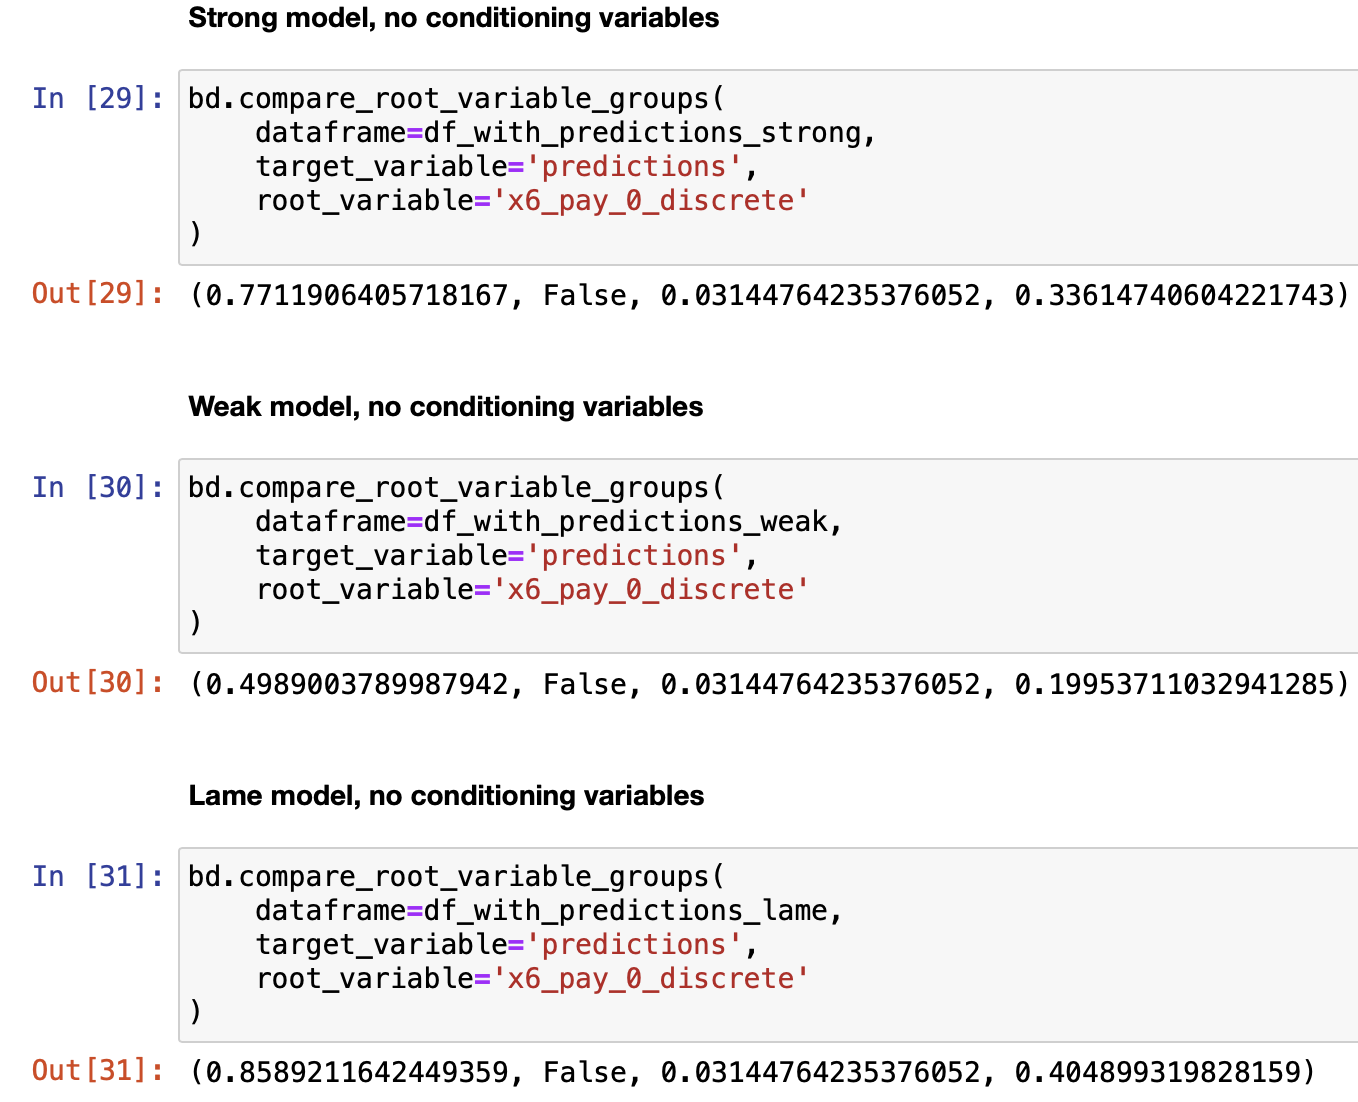 Strong model, no conditioning variables
In [29]: bd.compare_root_variable_groups(
dataframe=df_with_predictions_strong,
target_variable='predictions',
root_variable='x6_pay_0_discrete'
)
Out[29]: (0.7711906405718167, False, 0.03144764235376052, 0.33614740604221743)
Weak model, no conditioning variables
In [30]: bd.compare_root_variable_groups(
dataframe=df_with_predictions_weak,
target_variable='predictions',
root_variable='x6_pay_0_discrete'
)
Out[30]: (0.4989003789987942, False, 0.03144764235376052, 0.19953711032941285)
Lame model, no conditioning variables
In [31]: bd.compare_root_variable_groups(
dataframe=df_with_predictions_lame,
target_variable='predictions',
root_variable='x6_pay_0_discrete'
)
Out[31]: (0.8589211642449359, False, 0.03144764235376052, 0.404899319828159)